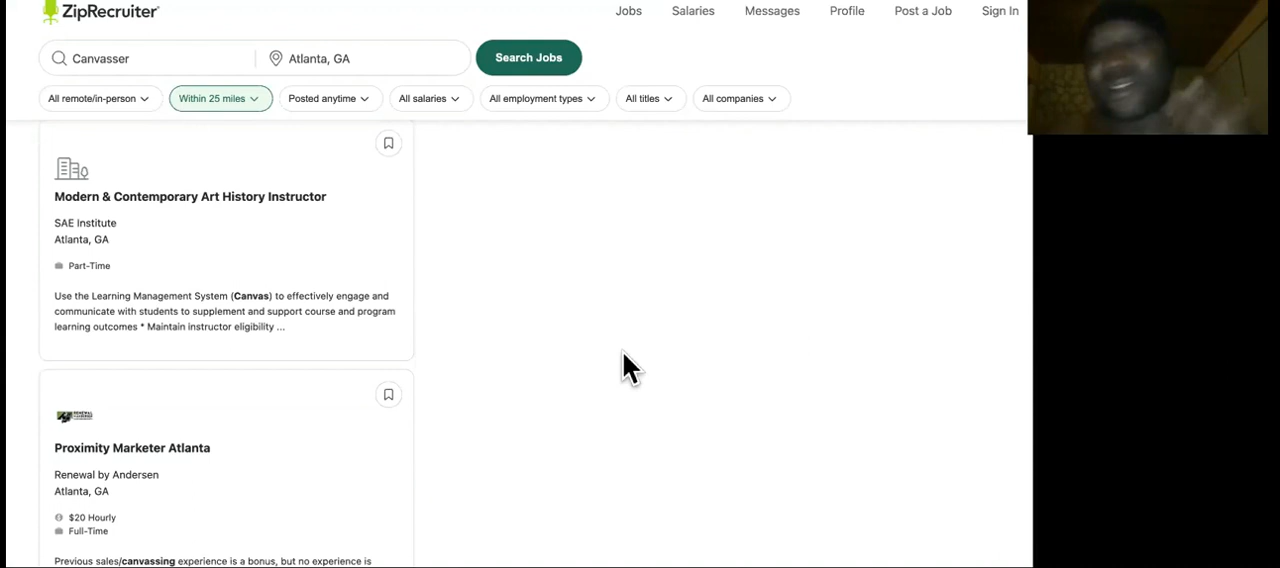 ZipRecruiter
Jobs
Salaries
Messages
Profile
Post a Job
Sign In
Canvasser
Atlanta, GA
Search Jobs
All remote/in-person
Within 25 miles
Posted anytime
All salaries
All employment types
All titles
All companies
Modern & Contemporary Art History Instructor
SAE Institute
Atlanta, GA
Part-Time
Use the Learning Management System (Canvas) to effectively engage and
communicate with students to supplement and support course and program
learning outcomes * Maintain instructor eligibility ...
Proximity Marketer Atlanta
Renewal by Andersen
Atlanta, GA
$20 Hourly
Full-Time
Previous sales/canvassing experience is a bonus, but no experience is